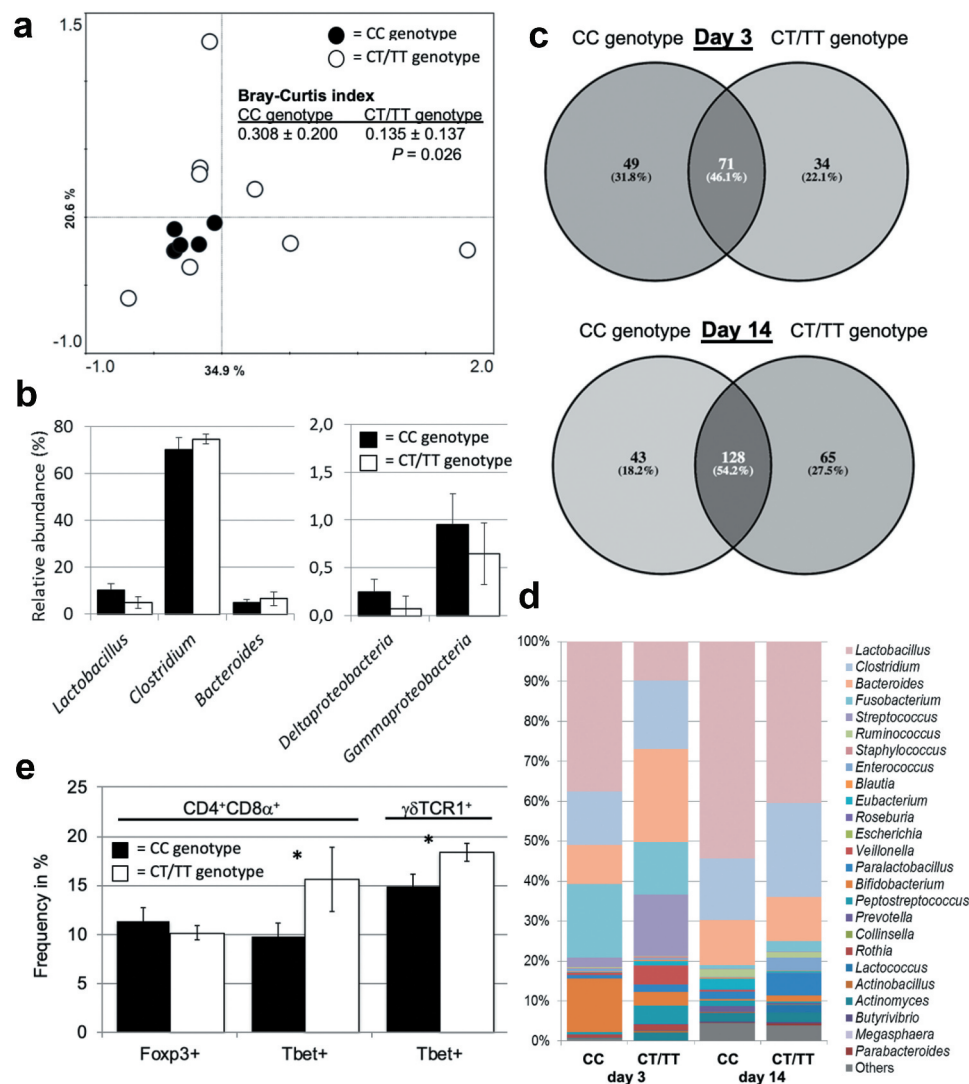 a
1.5
= CC genotype
= CT/TT genotype
Bray-Curtis index
CC genotype CT/TT genotype
0.308 ± 0.200 0.135 ± 0.137
P = 0.026
20.6 %
-1.0
-1.0 34.9 % 2.0
c
CC genotype Day 3 CT/TT genotype
49 71 34
(31.8%) (46.1%) (22.1%)
CC genotype Day 14 CT/TT genotype
43 128 65
(18.2%) (54.2%) (27.5%)
b
Relative abundance (%)
80
60
40
20
0
Lactobacillus
Clostridium
Bacteroides
2,0
1,5
1,0
0,5
0,0
= CC genotype
= CT/TT genotype
Deltaproteobacteria
Gammaproteobacteria
d
100%
90%
80%
70%
60%
50%
40%
30%
20%
10%
0%
CC CT/TT CC CT/TT
day 3 day 14
Lactobacillus
Clostridium
Bacteroides
Fusobacterium
Streptococcus
Ruminococcus
Staphylococcus
Enterococcus
Blautia
Eubacterium
Roseburia
Escherichia
Veillonella
Paralactobacillus
Bifidobacterium
Peptostreptococcus
Prevotella
Collinsella
Rothia
Lactococcus
Actinobacillus
Actinomyces
Butyrivibrio
Megasphaera
Parabacteroides
Others
e
Frequency in %
25
20
15
10
5
0
CD4+CD8α+ γδTCR1+
= CC genotype
= CT/TT genotype
* *
Foxp3+ Tbet+ Tbet+